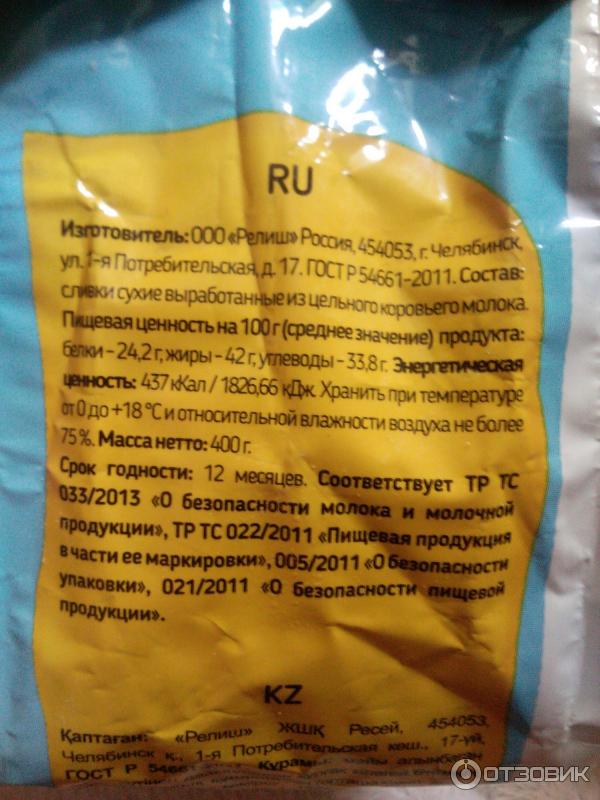 RU
Изготовитель: ООО «Релиш» Россия, 454053, г. Челябинск,
ул. 1-я Потребительская, д. 17. ГОСТ Р 54661-2011. Состав:
сливки сухие выработанные из цельного коровьего молока.
Пищевая ценность на 100 г (среднее значение) продукта:
белки – 24,2 г, жиры – 42 г, углеводы – 33,8 г. Энергетическая
ценность: 437 кКал / 1826,66 кДж. Хранить при температуре
от 0 до +18 °С и относительной влажности воздуха не более
75 %. Масса нетто: 400 г.
Срок годности: 12 месяцев. Соответствует ТР ТС
033/2013 «О безопасности молока и молочной
продукции», ТР ТС 022/2011 «Пищевая продукция
в части ее маркировки», 005/2011 «О безопасности
упаковки», 021/2011 «О безопасности пищевой
продукции».
KZ
Қаптаған: «Релиш» ЖШҚ Ресей, 454053,
Челябинск қ., 1-я Потребительская көш., 17-үй,
ГОСТ Р Құрамы: майы алынбаған
ОТЗОВИК